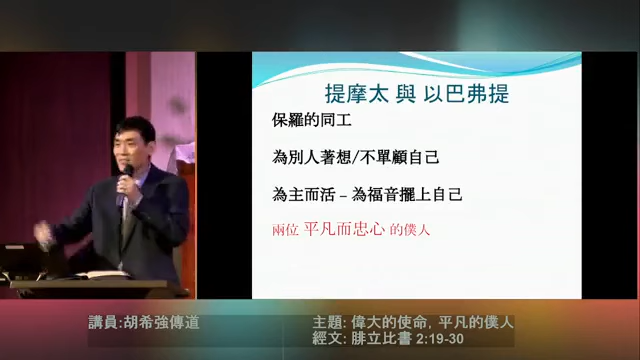 提摩太 與 以巴弗提
保羅的同工
為別人著想/不單顧自己
為主而活 – 為福音擺上自己
兩位 平凡而忠心 的僕人
講員:胡希強傳道
主題: 偉大的使命, 平凡的僕人
經文: 腓立比書 2:19-30